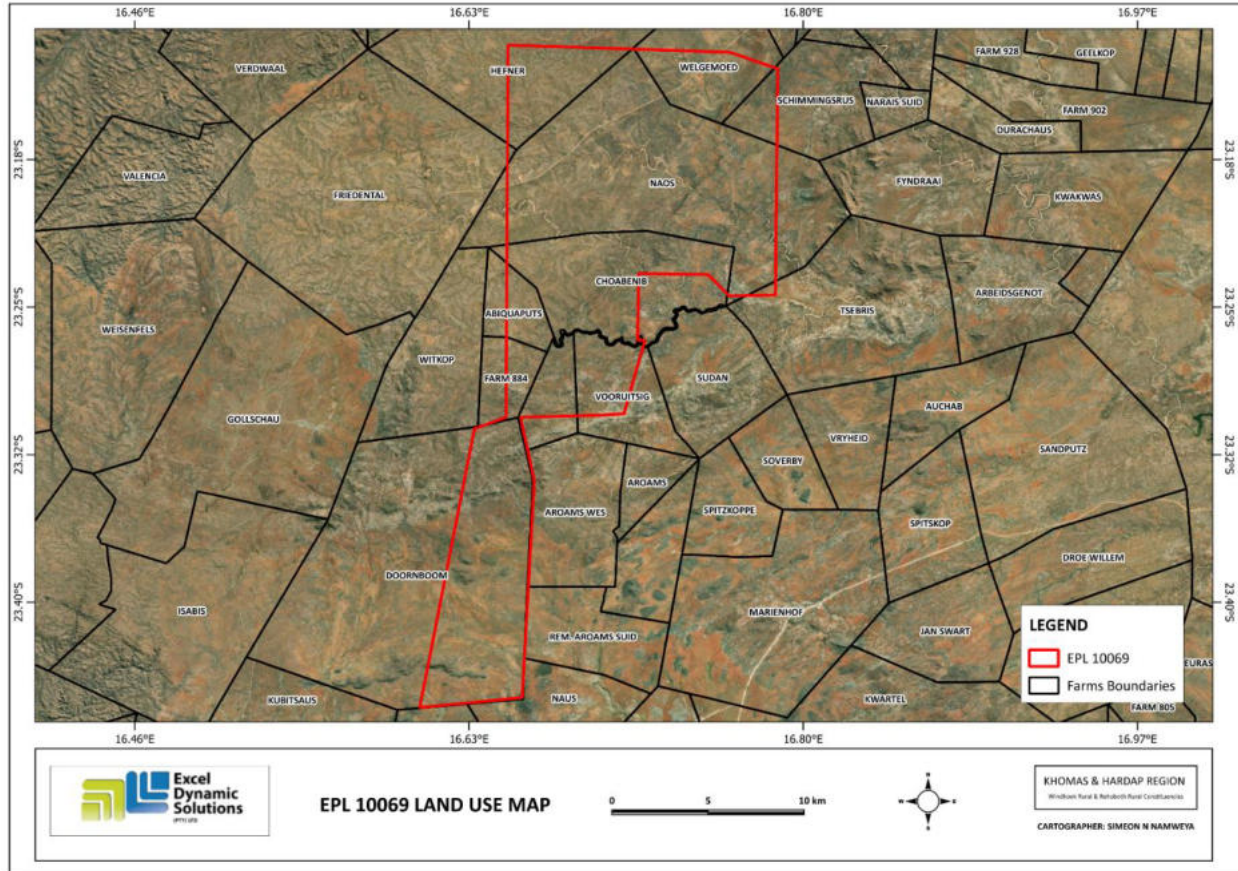 16.46°E 16.63°E 16.80°E 16.97°E
VERDWAAL
HEFNER
WELGEMOED
FARM 928
GEELKOP
SCHIMMINGSRUS
NARAIS SUID
FARM 902
DURACHAUS
23.18°S
23.18°S
VALENCIA
FRIEDENTAL
NAOS
FYNDRAAI
KWAKWAS
CHOABENIB
ARBEIDSGENOT
23.25°S
23.25°S
ABIQUAPUTS
TSEBRIS
WEISENFELS
WITKOP
FARM 884
SUDAN
VOORUITSIG
GOLLSCHAU
AUCHAB
VRYHEID
SANDPUTZ
23.32°S
23.32°S
SOVERBY
AROAMS
AROAMS WES
SPITZKOPPE
SPITSKOP
DROE WILLEM
DOORNBOOM
23.40°S
23.40°S
ISABIS
MARIENHOF
JAN SWART
REM. AROAMS SUID
KUBITSAUS
NAUS
KWARTEL
EURAS
FARM 805
LEGEND
EPL 10069
Farms Boundaries
16.46°E 16.63°E 16.80°E 16.97°E
Excel
Dynamic
Solutions
(PTY) LTD
EPL 10069 LAND USE MAP
0 5 10 km
N
W E
S
KHOMAS & HARDAP REGION
Windhoek Rural & Rehoboth Rural Constituencies
CARTOGRAPHER: SIMEON N NAMWEYA